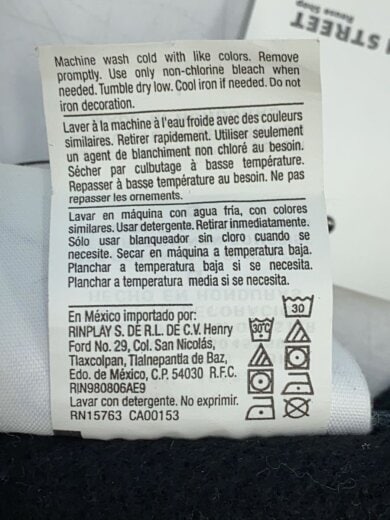 STREET
Reuse Shop
Machine wash cold with like colors. Remove
promptly. Use only non-chlorine bleach when
needed. Tumble dry low. Cool iron if needed. Do not
iron decoration.
Laver à la machine à l'eau froide avec des couleurs
similaires. Retirer rapidement. Utiliser seulement
un agent de blanchiment non chloré au besoin.
Sécher par culbutage à basse température.
Repasser à basse température au besoin. Ne pas
repasser les ornements.
Lavar en máquina con agua fría, con colores
similares. Usar detergente. Retirar inmediatamente.
Sólo usar blanqueador sin cloro cuando se
necesite. Secar en máquina a temperatura baja.
Planchar a temperatura baja si se necesita.
Planchar a temperatura media si se necesita.
HECHO EN HONDURAS
En México importado por:
RINPLAY S. DE R.L. DE C.V. Henry
Ford No. 29, Col. San Nicolás,
Tlaxcolpan, Tlalnepantla de Baz,
Edo. de México, C.P. 54030 R.F.C.
RIN980806AE9
Lavar con detergente. No exprimir.
RN15763 CA00153
30°C
30